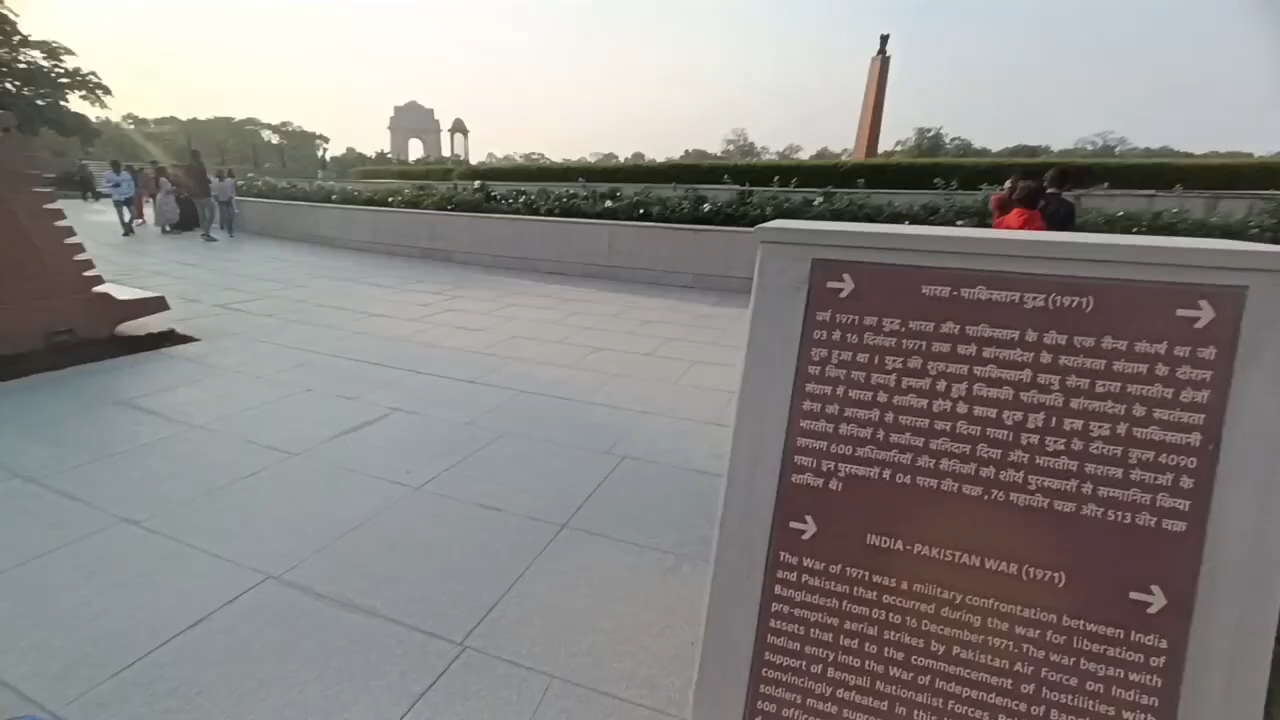 भारत - पाकिस्तान युद्ध (1971)
वर्ष 1971 का युद्ध, भारत और पाकिस्तान के बीच एक सैन्य संघर्ष था जो
03 से 16 दिसंबर 1971 तक चले बांग्लादेश के स्वतंत्रता संग्राम के दौरान
शुरु हुआ था । युद्ध की शुरुआत पाकिस्तानी वायु सेना द्वारा भारतीय क्षेत्रों
पर किए गए हवाई हमलों से हुई जिसकी परिणति बांग्लादेश के स्वतंत्रता
संग्राम में भारत के शामिल होने के साथ शुरु हुई । इस युद्ध में पाकिस्तानी
सेना को आसानी से परास्त कर दिया गया। इस युद्ध के दौरान कुल 4090
भारतीय सैनिकों ने सर्वोच्च बलिदान दिया और भारतीय सशस्त्र सेनाओं के
लगभग 600 अधिकारियों और सैनिकों को शौर्य पुरस्कारों से सम्मानित किया
गया। इन पुरस्कारों में 04 परम वीर चक्र, 76 महावीर चक्र और 513 वीर चक्र
शामिल थे।
INDIA - PAKISTAN WAR (1971)
The War of 1971 was a military confrontation between India
and Pakistan that occurred during the war for liberation of
Bangladesh from 03 to 16 December 1971. The war began with
pre-emptive aerial strikes by Pakistan Air Force on Indian
assets that led to the commencement of hostilities with
Indian entry into the War of Independence of
support of Bengali Nationalist Forces.
convincingly defeated in this
soldiers made
600